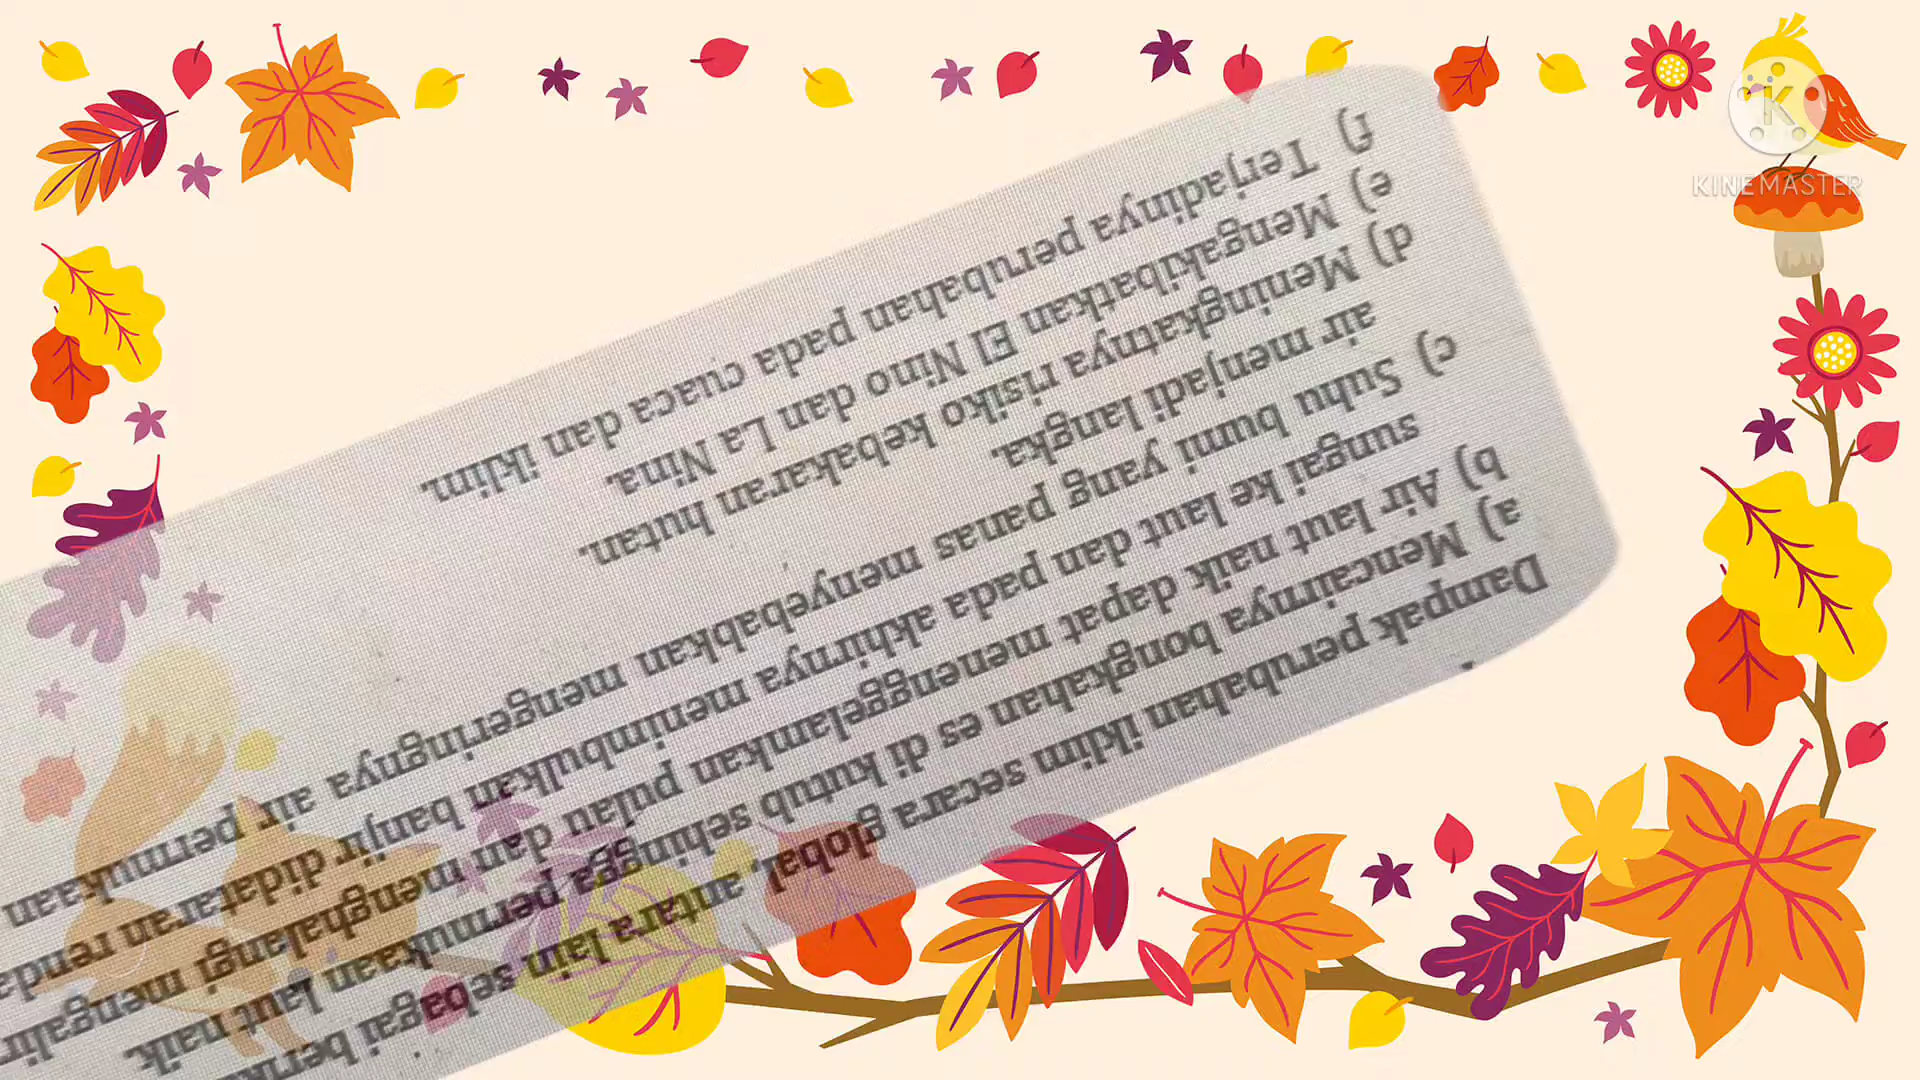 Dampak perubahan iklim secara global, antara lain sebagai
a) Mencairnya bongkahan es di kutub sehingga permukaan laut naik.
b) Air laut naik dapat menenggelamkan pulau dan menghalangi
sungai ke laut dan pada akhirnya menimbulkan banjir didataran
c) Suhu bumi yang panas menyebabkan mengeringnya air permukaan
air menjadi langka.
d) Meningkatnya risiko kebakaran hutan.
e) Mengakibatkan El Nino dan La Nina.
f) Terjadinya perubahan pada cuaca dan iklim.
K
KINEMASTER